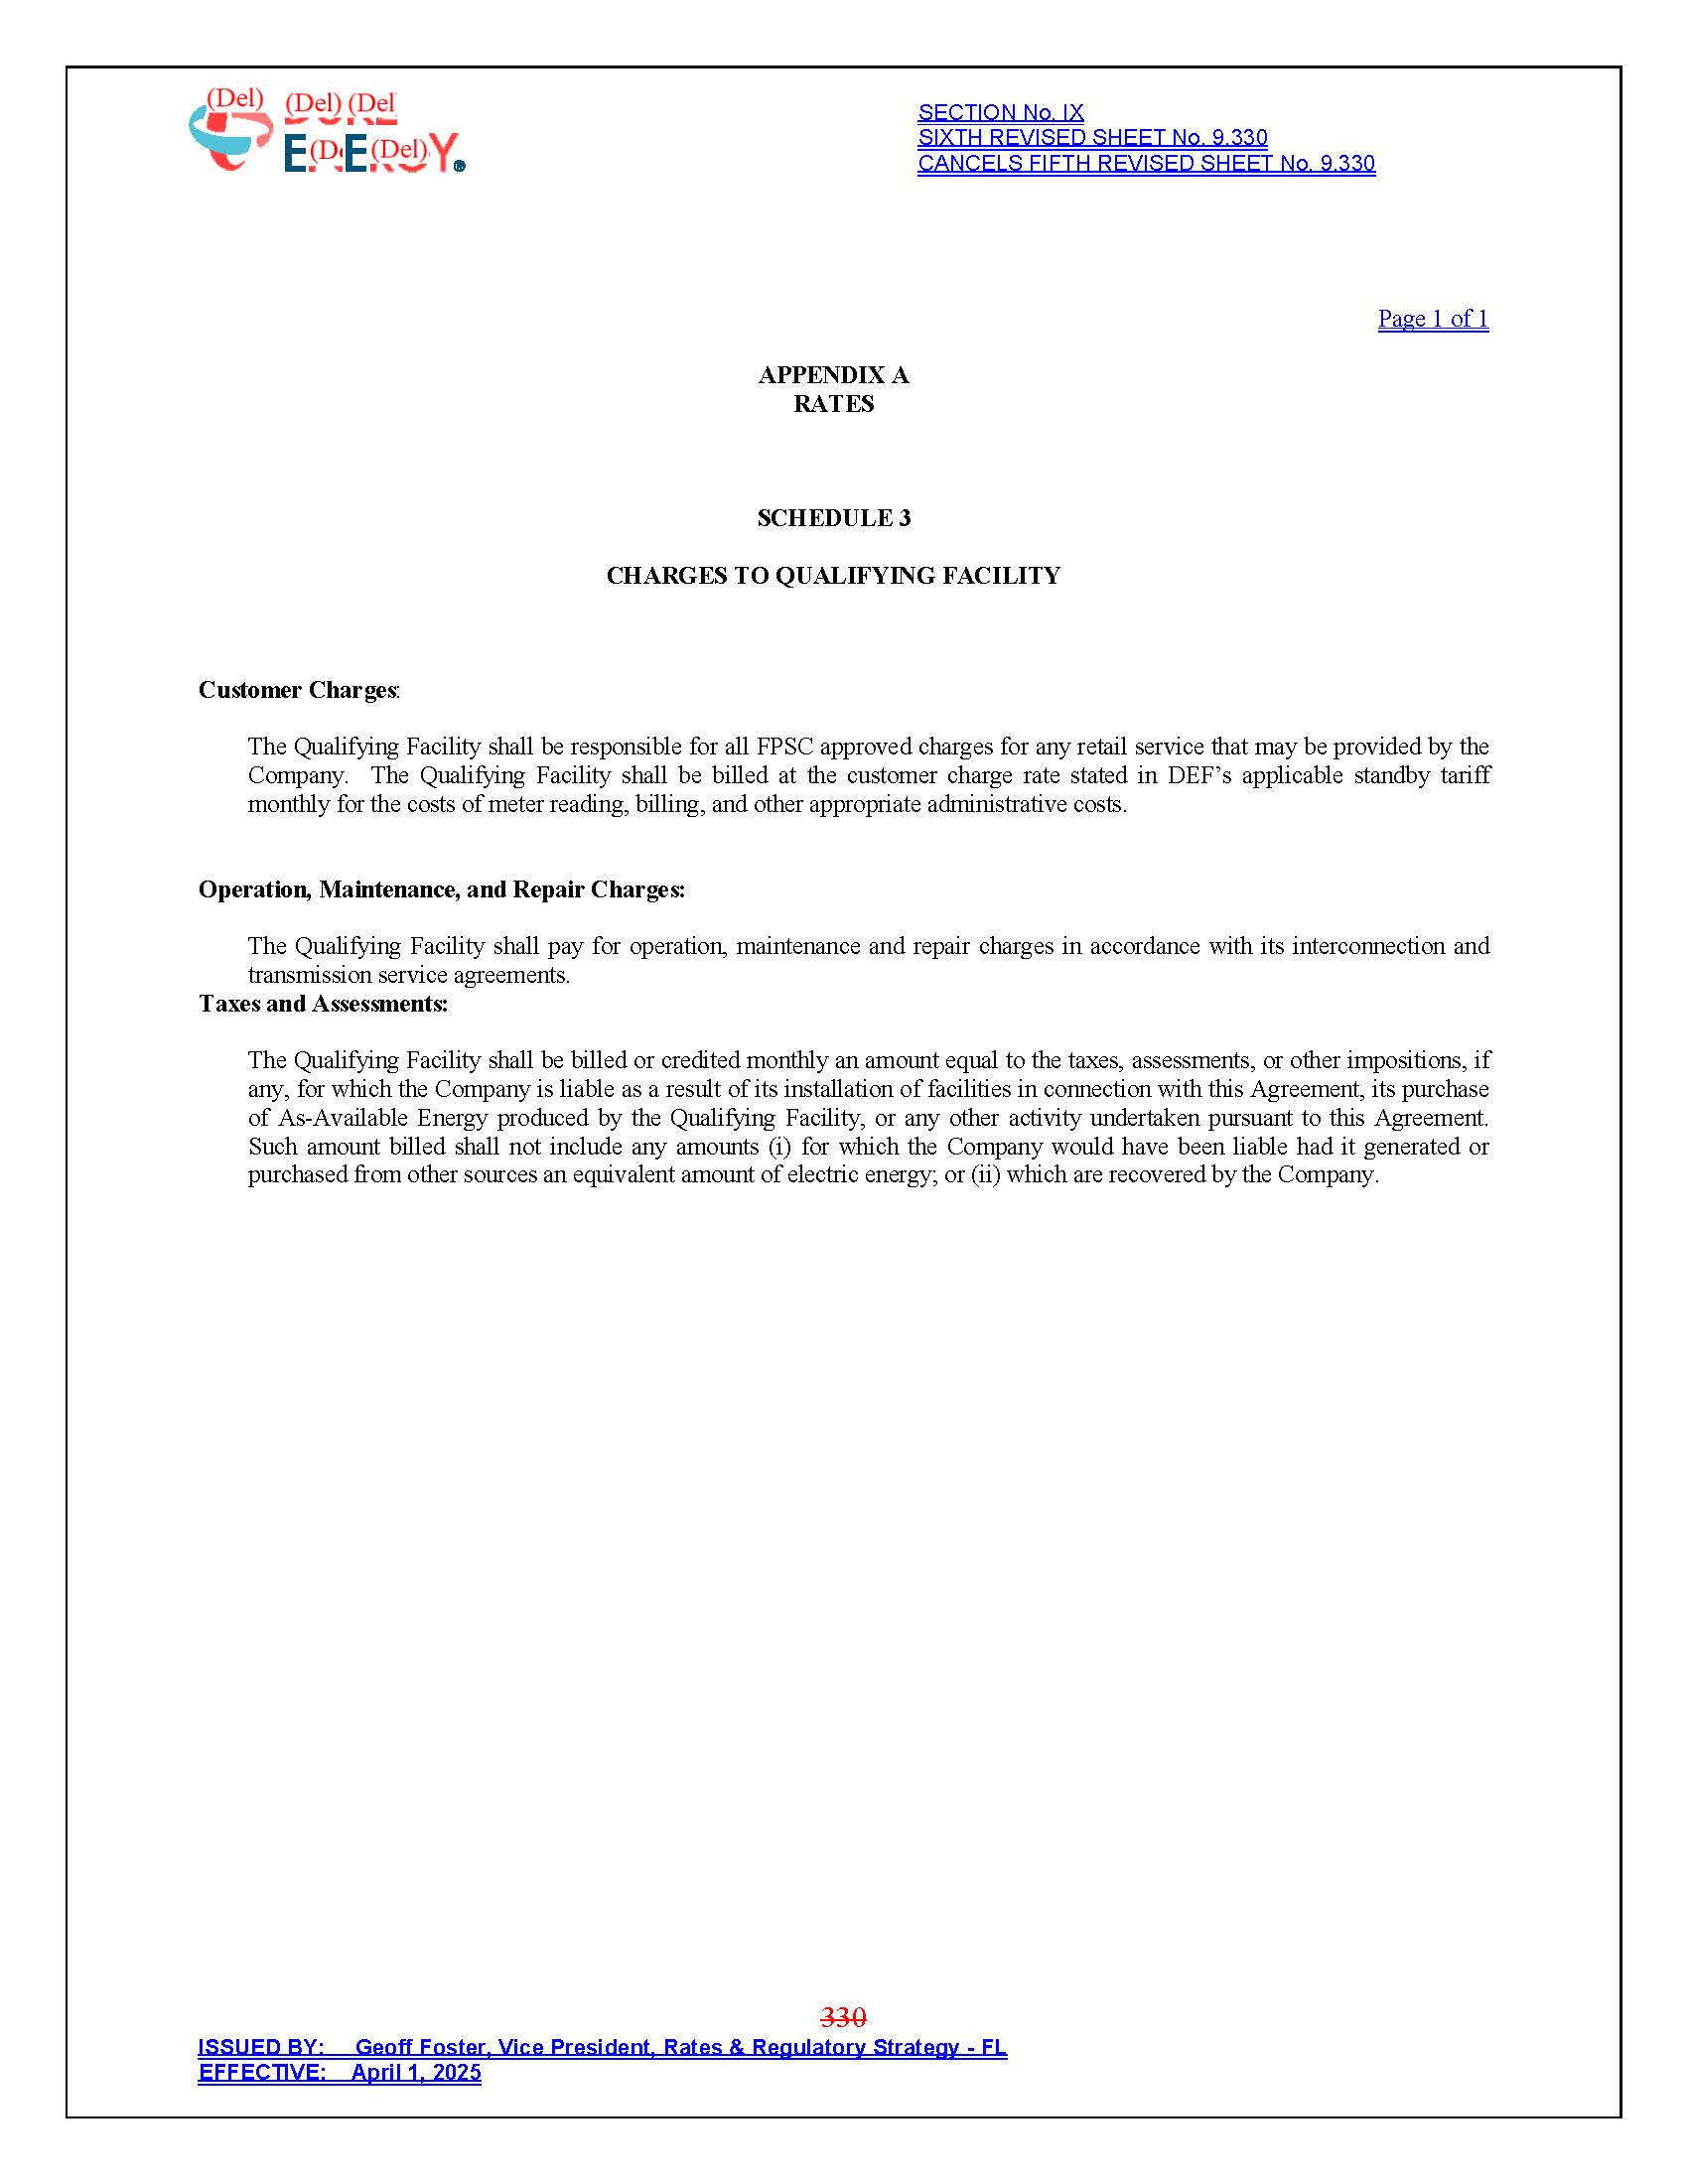 (Del) (Del) (Del
E(D E(Del)Y®
SECTION No. IX
SIXTH REVISED SHEET No. 9.330
CANCELS FIFTH REVISED SHEET No. 9.330
Page 1 of 1
APPENDIX A
RATES
SCHEDULE 3
CHARGES TO QUALIFYING FACILITY
Customer Charges:
The Qualifying Facility shall be responsible for all FPSC approved charges for any retail service that may be provided by the
Company. The Qualifying Facility shall be billed at the customer charge rate stated in DEF’s applicable standby tariff
monthly for the costs of meter reading, billing, and other appropriate administrative costs.
Operation, Maintenance, and Repair Charges:
The Qualifying Facility shall pay for operation, maintenance and repair charges in accordance with its interconnection and
transmission service agreements.
Taxes and Assessments:
The Qualifying Facility shall be billed or credited monthly an amount equal to the taxes, assessments, or other impositions, if
any, for which the Company is liable as a result of its installation of facilities in connection with this Agreement, its purchase
of As-Available Energy produced by the Qualifying Facility, or any other activity undertaken pursuant to this Agreement.
Such amount billed shall not include any amounts (i) for which the Company would have been liable had it generated or
purchased from other sources an equivalent amount of electric energy; or (ii) which are recovered by the Company.
330
ISSUED BY: Geoff Foster, Vice President, Rates & Regulatory Strategy - FL
EFFECTIVE: April 1, 2025